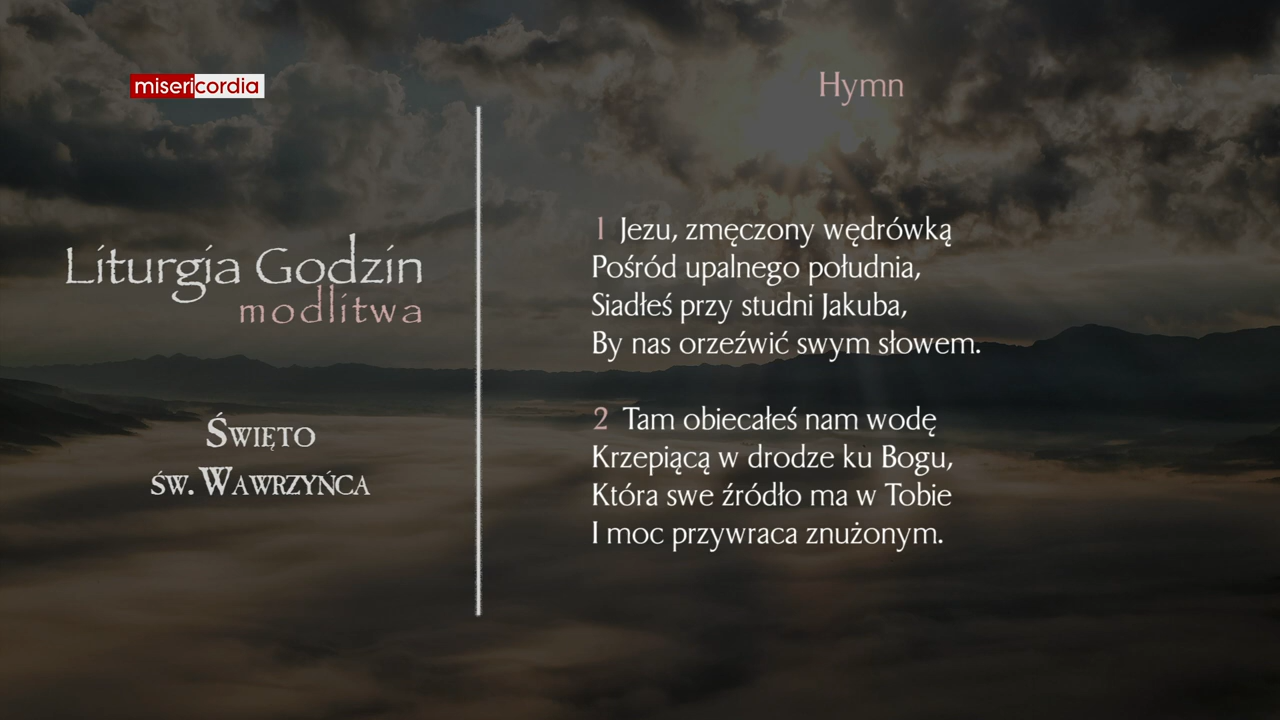 misericordia
Liturgia Godzin
modlitwa
Święto
św. Wawrzyńca
Hymn
1 Jezu, zmęczony wędrówką
Pośród upalnego południa,
Siadłeś przy studni Jakuba,
By nas orzeźwić swym słowem.
2 Tam obiecałeś nam wodę
Krzepiącą w drodze ku Bogu,
Która swe źródło ma w Tobie
I moc przywraca znużonym.